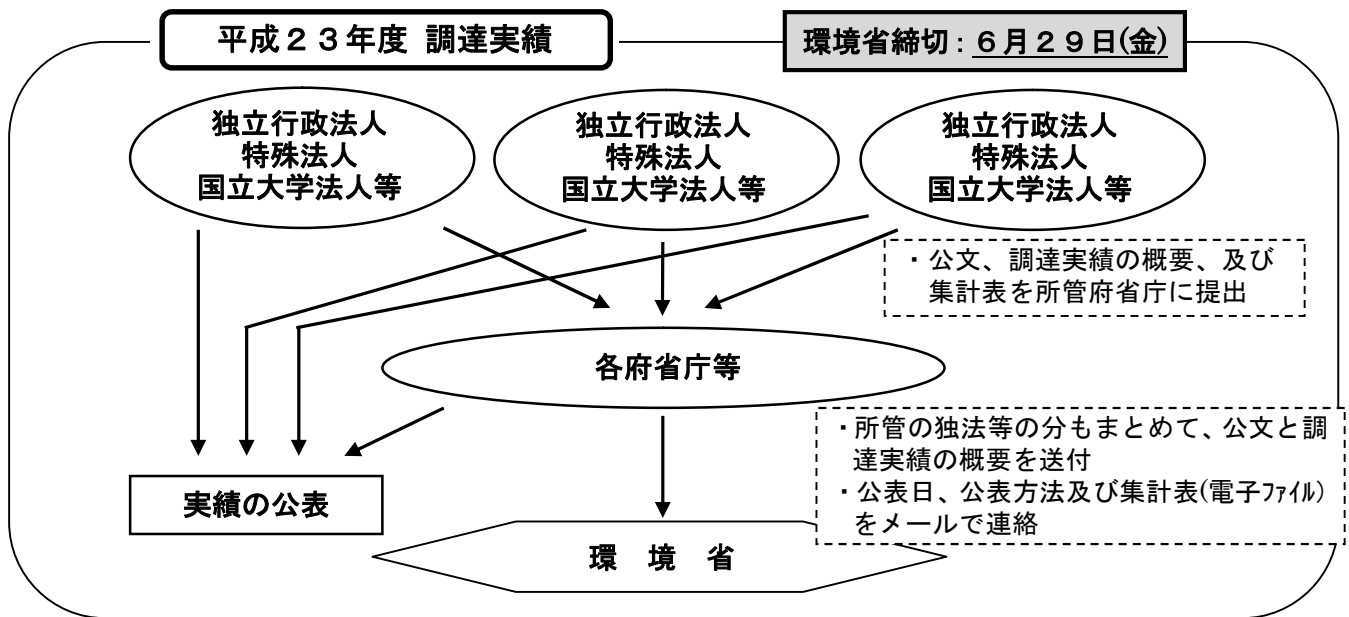 平成２３年度 調達実績
環境省締切：６月２９日(金)
独立行政法人
特殊法人
国立大学法人等
独立行政法人
特殊法人
国立大学法人等
独立行政法人
特殊法人
国立大学法人等
・公文、調達実績の概要、及び
集計表を所管府省庁に提出
各府省庁等
・所管の独法等の分もまとめて、公文と調
達実績の概要を送付
・公表日、公表方法及び集計表(電子ﾌｧｲﾙ)
をメールで連絡
実績の公表
環　境　省